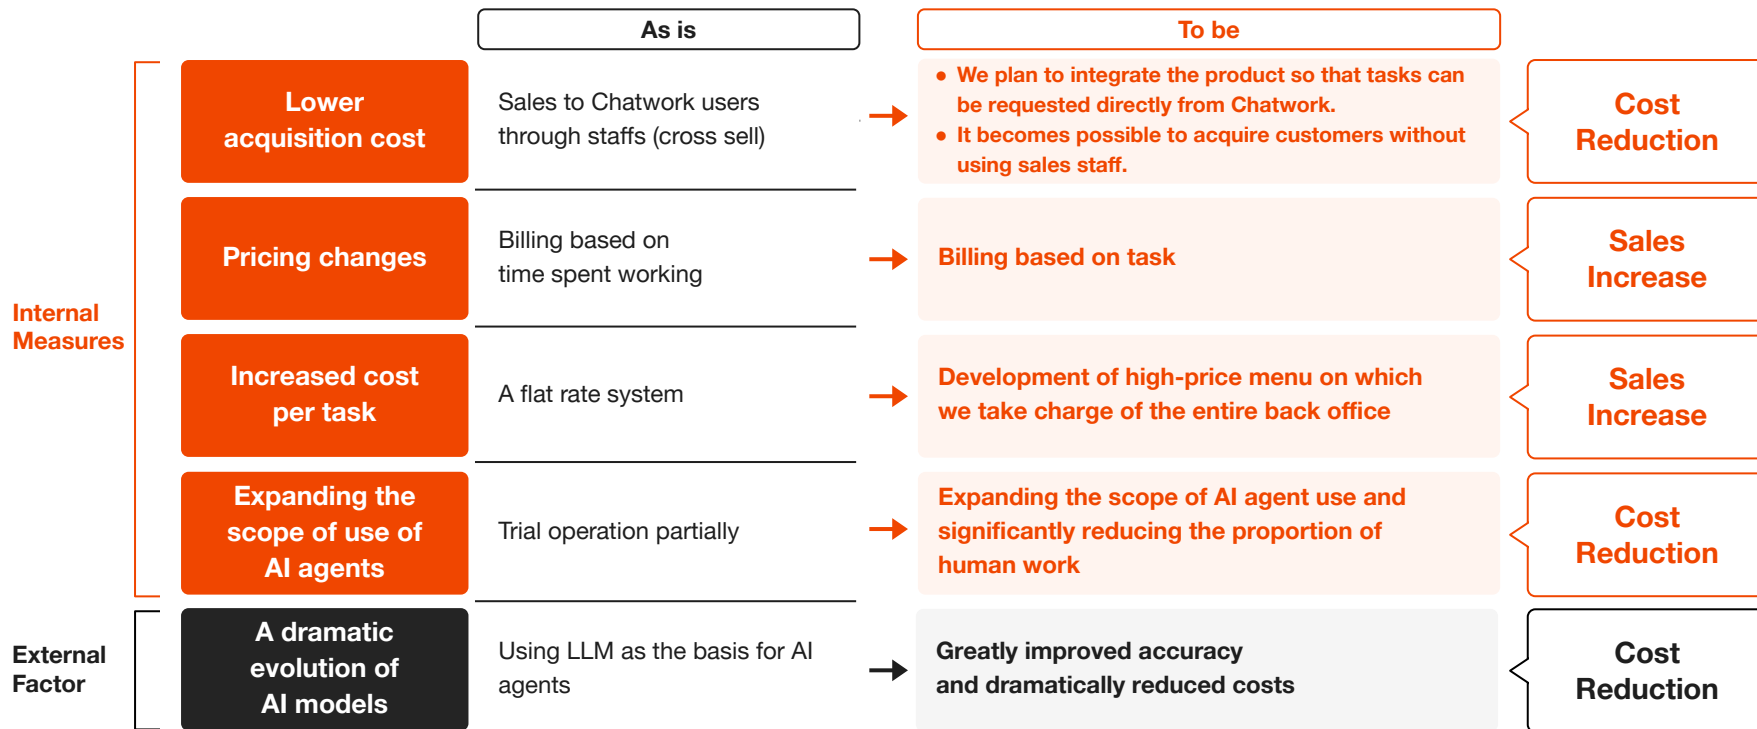 As is
To be
Internal
Measures
Lower
acquisition cost
Sales to Chatwork users
through staffs (cross sell)
• We plan to integrate the product so that tasks can
be requested directly from Chatwork.
• It becomes possible to acquire customers without
using sales staff.
Cost
Reduction
Pricing changes
Billing based on
time spent working
Billing based on task
Sales
Increase
Increased cost
per task
A flat rate system
Development of high-price menu on which
we take charge of the entire back office
Sales
Increase
Expanding the
scope of use of
AI agents
Trial operation partially
Expanding the scope of AI agent use and
significantly reducing the proportion of
human work
Cost
Reduction
External
Factor
A dramatic
evolution of
AI models
Using LLM as the basis for AI
agents
Greatly improved accuracy
and dramatically reduced costs
Cost
Reduction